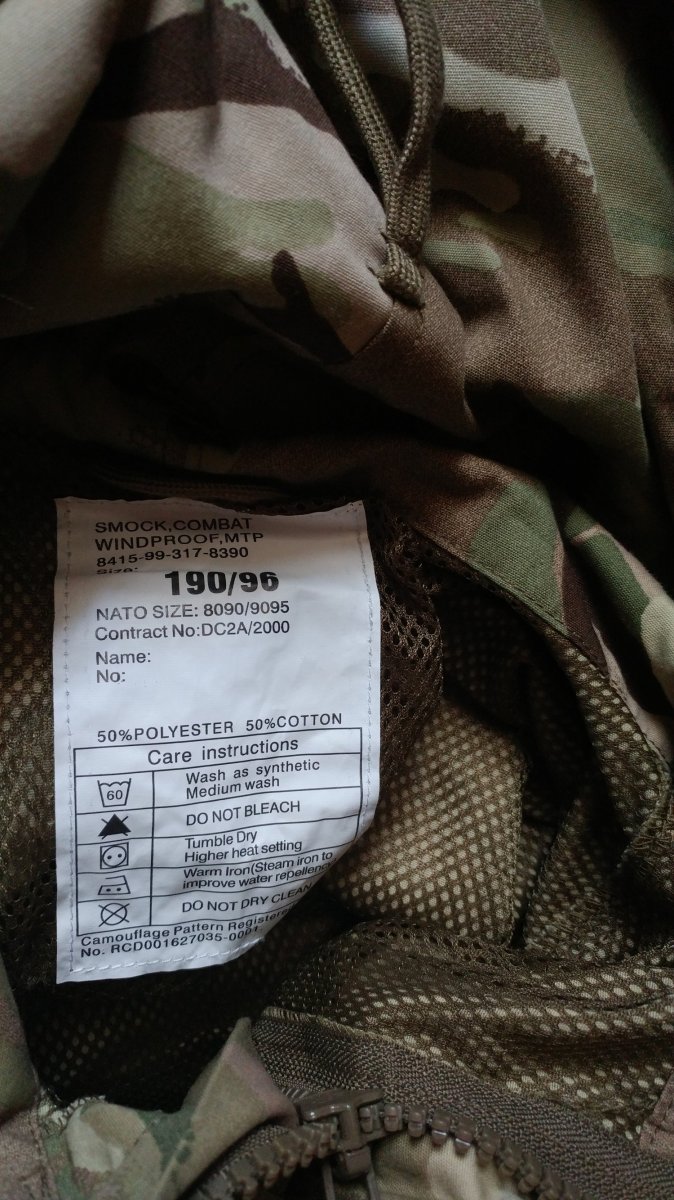 SMOCK,COMBAT
WINDPROOF,MTP
8415-99-317-8390
Size: 190/96
NATO SIZE: 8090/9095
Contract No:DC2A/2000
Name:
No:
50%POLYESTER 50%COTTON
Care instructions
60
Wash as synthetic
Medium wash
DO NOT BLEACH
Tumble Dry
Higher heat setting
Warm Iron(Steam iron to
improve water repellency
DO NOT DRY CLEAN
Camouflage Pattern Registered
No. RCD001627035-0001.